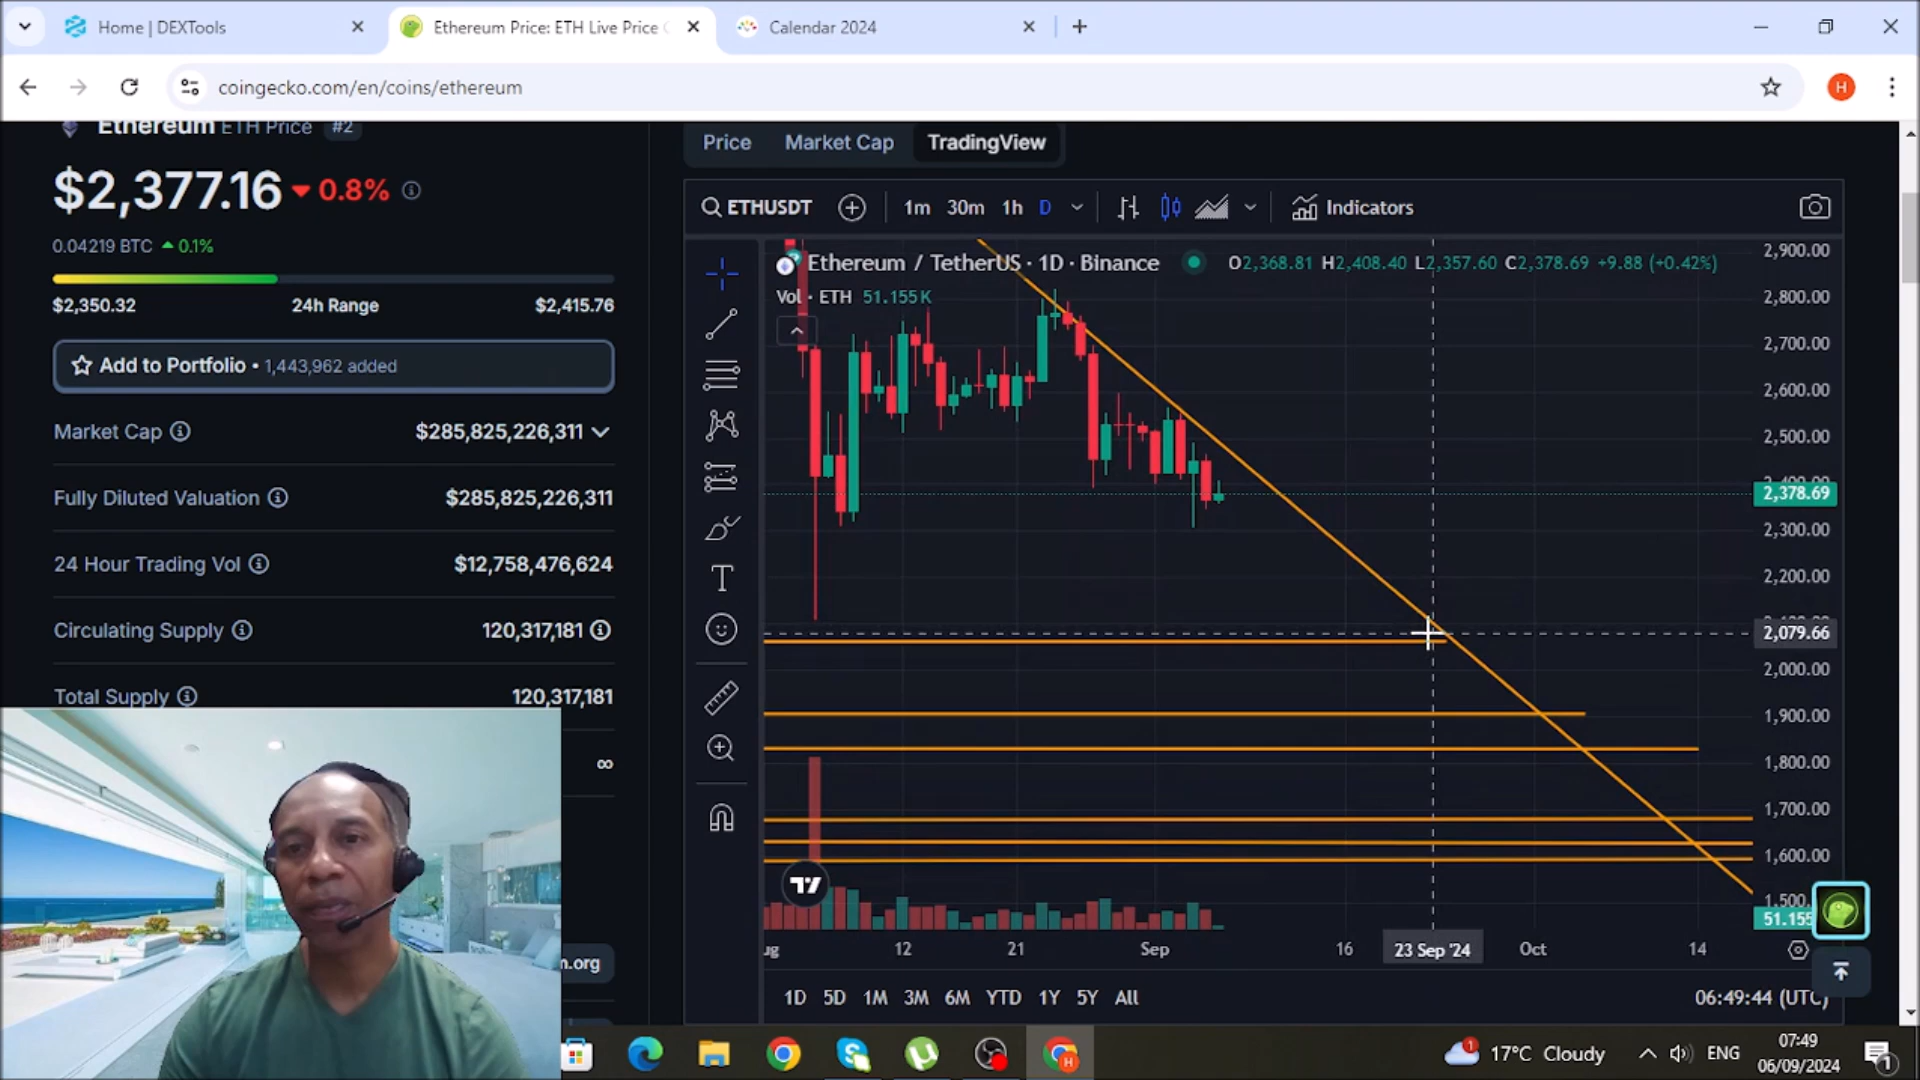 Home | DEXTools
Ethereum Price: ETH Live Price
Calendar 2024
coingecko.com/en/coins/ethereum
H
Ethereum ETH Price #2
$2,377.16 0.8%
0.04219 BTC 0.1%
$2,350.32 24h Range $2,415.76
Add to Portfolio • 1,443,962 added
Market Cap $285,825,226,311
Fully Diluted Valuation $285,825,226,311
24 Hour Trading Vol $12,758,476,624
Circulating Supply 120,317,181
Total Supply 120,317,181
∞
Price Market Cap TradingView
ETHUSDT 1m 30m 1h D Indicators
Ethereum / TetherUS · 1D · Binance O2,368.81 H2,408.40 L2,357.60 C2,378.69 +9.88 (+0.42%)
Vol · ETH 51.155K
2,900.00
2,800.00
2,700.00
2,600.00
2,500.00
2,378.69
2,300.00
2,200.00
2,079.66
2,000.00
1,900.00
1,800.00
1,700.00
1,600.00
1,500
51.155
12 21 Sep 16 23 Sep '24 Oct 14
1D 5D 1M 3M 6M YTD 1Y 5Y All
06:49:44 (UTC)
17°C Cloudy
ENG
07:49
06/09/2024
1